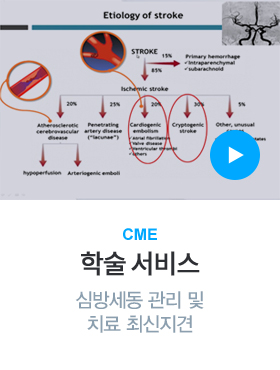 Etiology of stroke
STROKE
15%
Primary hemorrhage
✓Intraparenchymal
✓subarachnoid
85%
Ischemic stroke
20%
25%
20%
30%
5%
Atherosclerotic
cerebrovascular
disease
Penetrating
artery disease
("lacunee")
Cardiogenic
embolism
✓Atrial fibrillation
✓Valve disease
✓Ventricular thrombi
✓others
Cryptogenic
stroke
Other, unusual
hypoperfusion
Arteriogenic emboli
CME
학술 서비스
심방세동 관리 및
치료 최신지견